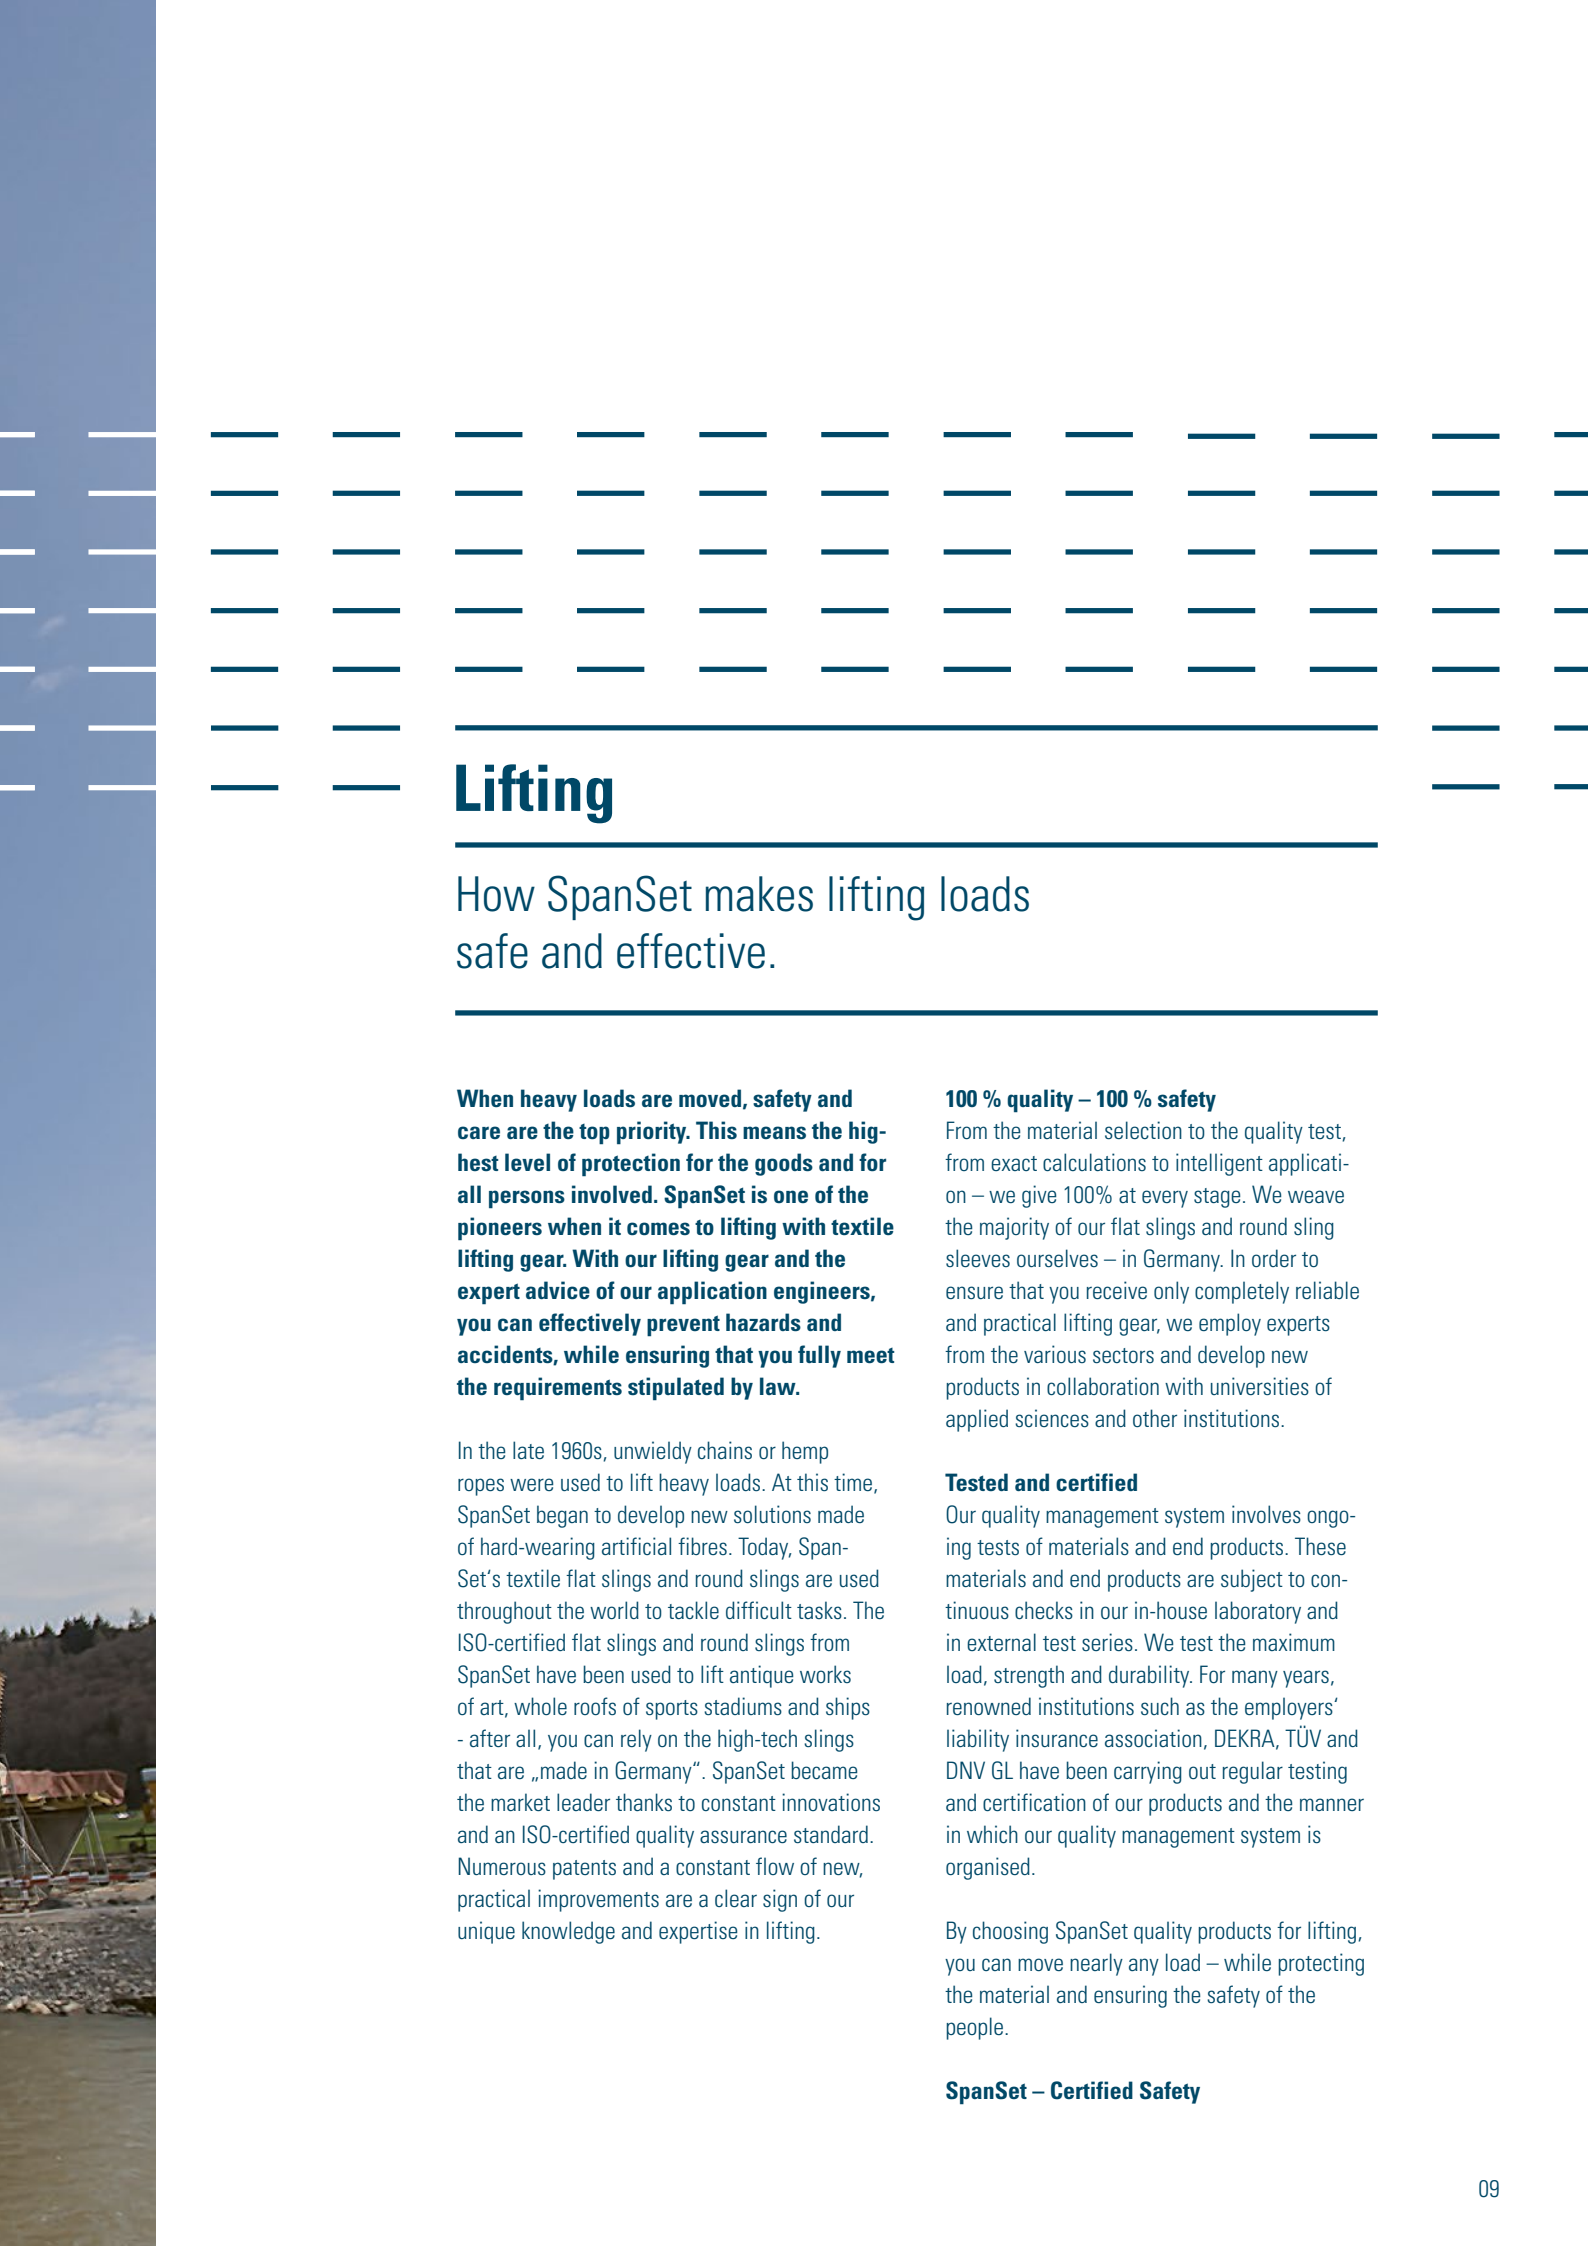 Lifting
How SpanSet makes lifting loads
safe and effective.
When heavy loads are moved, safety and
care are the top priority. This means the hig-
hest level of protection for the goods and for
all persons involved. SpanSet is one of the
pioneers when it comes to lifting with textile
lifting gear. With our lifting gear and the
expert advice of our application engineers,
you can effectively prevent hazards and
accidents, while ensuring that you fully meet
the requirements stipulated by law.
In the late 1960s, unwieldy chains or hemp
ropes were used to lift heavy loads. At this time,
SpanSet began to develop new solutions made
of hard-wearing artificial fibres. Today, Span-
Set‘s textile flat slings and round slings are used
throughout the world to tackle difficult tasks. The
ISO-certified flat slings and round slings from
SpanSet have been used to lift antique works
of art, whole roofs of sports stadiums and ships
- after all, you can rely on the high-tech slings
that are „made in Germany“. SpanSet became
the market leader thanks to constant innovations
and an ISO-certified quality assurance standard.
Numerous patents and a constant flow of new,
practical improvements are a clear sign of our
unique knowledge and expertise in lifting.
100 % quality – 100 % safety
From the material selection to the quality test,
from exact calculations to intelligent applicati-
on – we give 100% at every stage. We weave
the majority of our flat slings and round sling
sleeves ourselves – in Germany. In order to
ensure that you receive only completely reliable
and practical lifting gear, we employ experts
from the various sectors and develop new
products in collaboration with universities of
applied sciences and other institutions.
Tested and certified
Our quality management system involves ongo-
ing tests of materials and end products. These
materials and end products are subject to con-
tinuous checks in our in-house laboratory and
in external test series. We test the maximum
load, strength and durability. For many years,
renowned institutions such as the employers‘
liability insurance association, DEKRA, TÜV and
DNV GL have been carrying out regular testing
and certification of our products and the manner
in which our quality management system is
organised.
By choosing SpanSet quality products for lifting,
you can move nearly any load – while protecting
the material and ensuring the safety of the
people.
SpanSet – Certified Safety
09